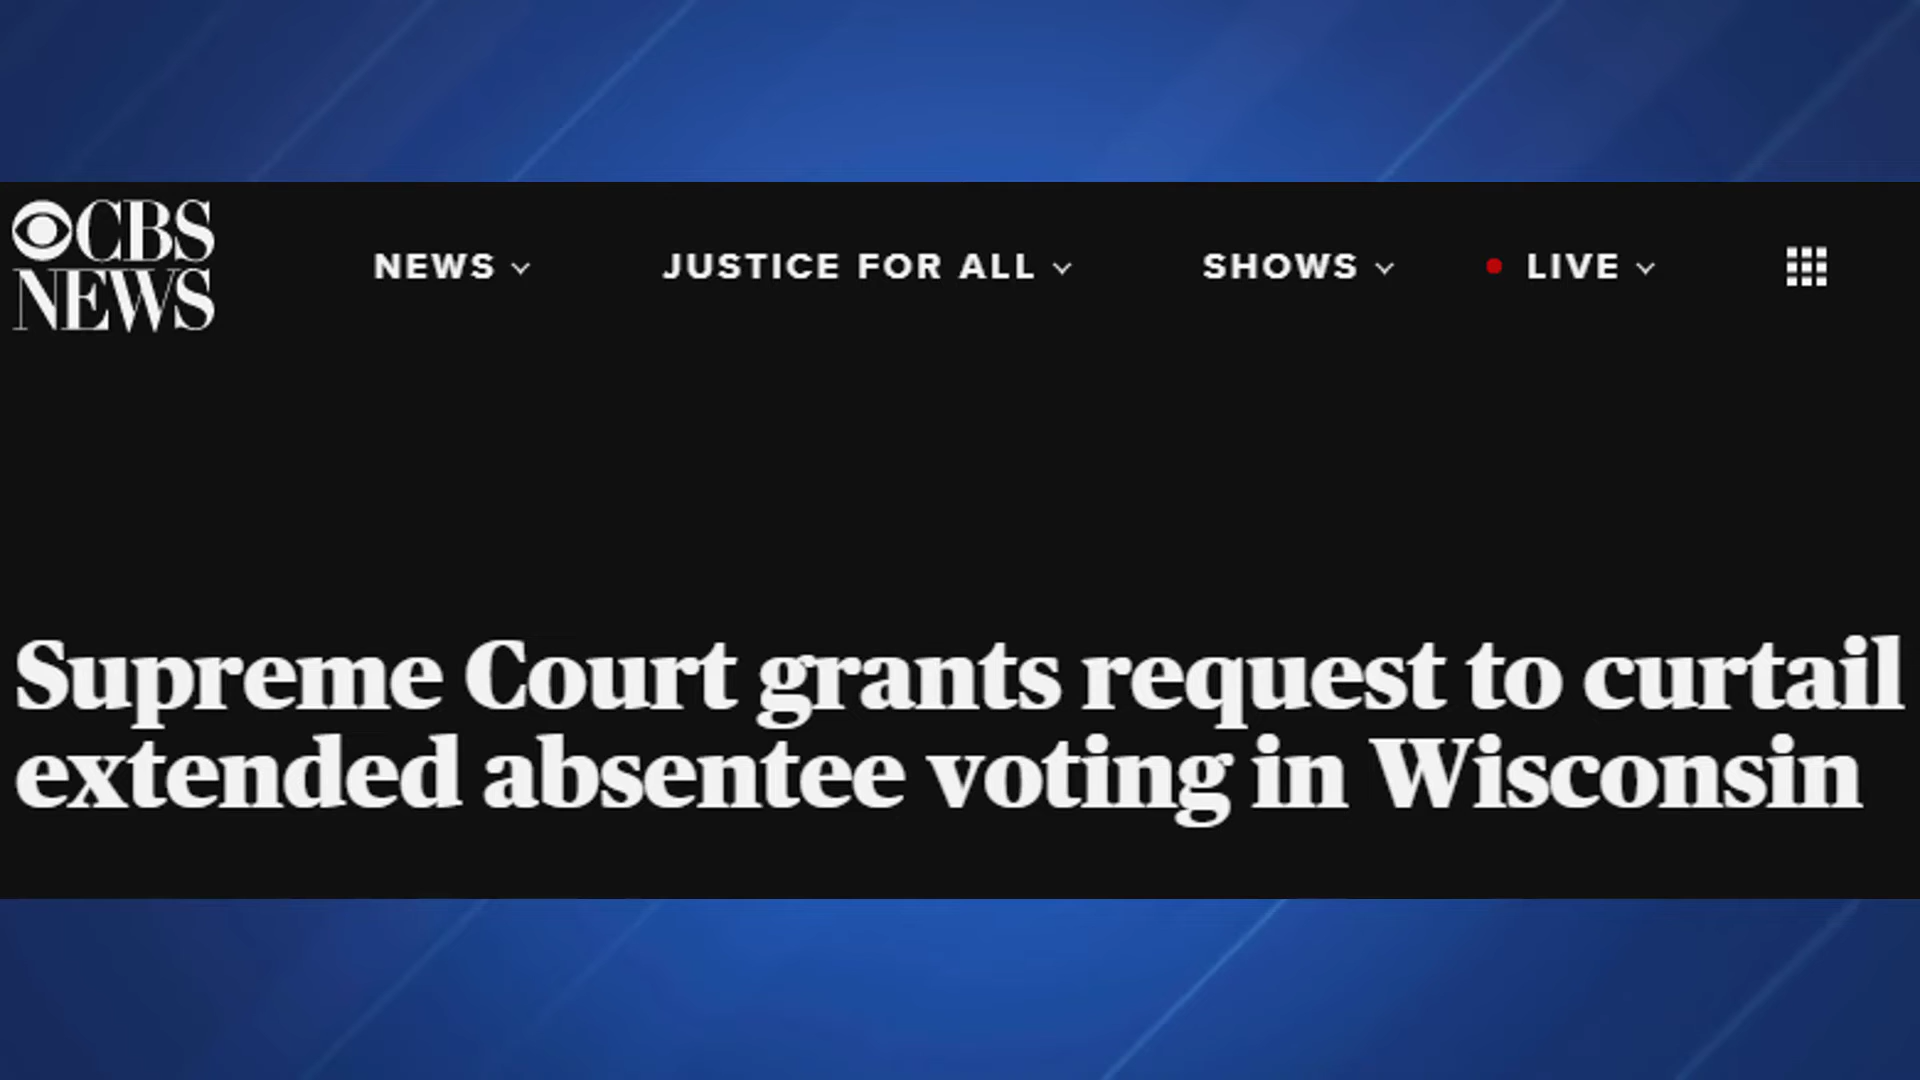 CBS
NEWS
NEWS JUSTICE FOR ALL SHOWS LIVE
Supreme Court grants request to curtail
extended absentee voting in Wisconsin